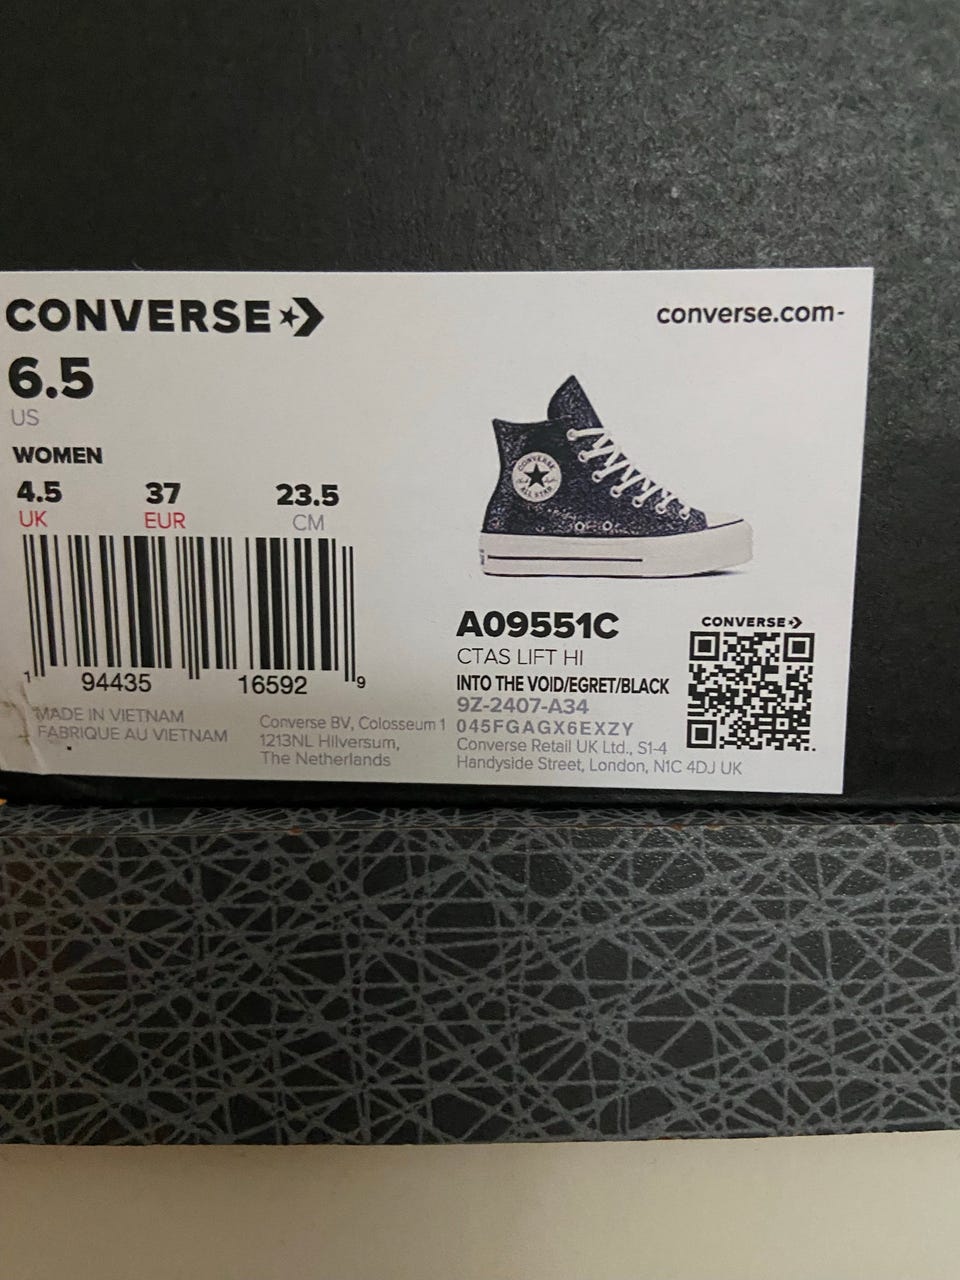 CONVERSE
converse.com-
6.5
US
WOMEN
4.5 37 23.5
UK EUR CM
1 94435 16592 9
MADE IN VIETNAM
FABRIQUE AU VIETNAM
Converse BV, Colosseum 1
1213NL Hilversum,
The Netherlands
CONVERSE
ALL STAR
A09551C
CTAS LIFT HI
INTO THE VOID/EGRET/BLACK
9Z-2407-A34
045FGAGX6EXZY
Converse Retail UK Ltd., S1-4
Handyside Street, London, N1C 4DJ UK
CONVERSE